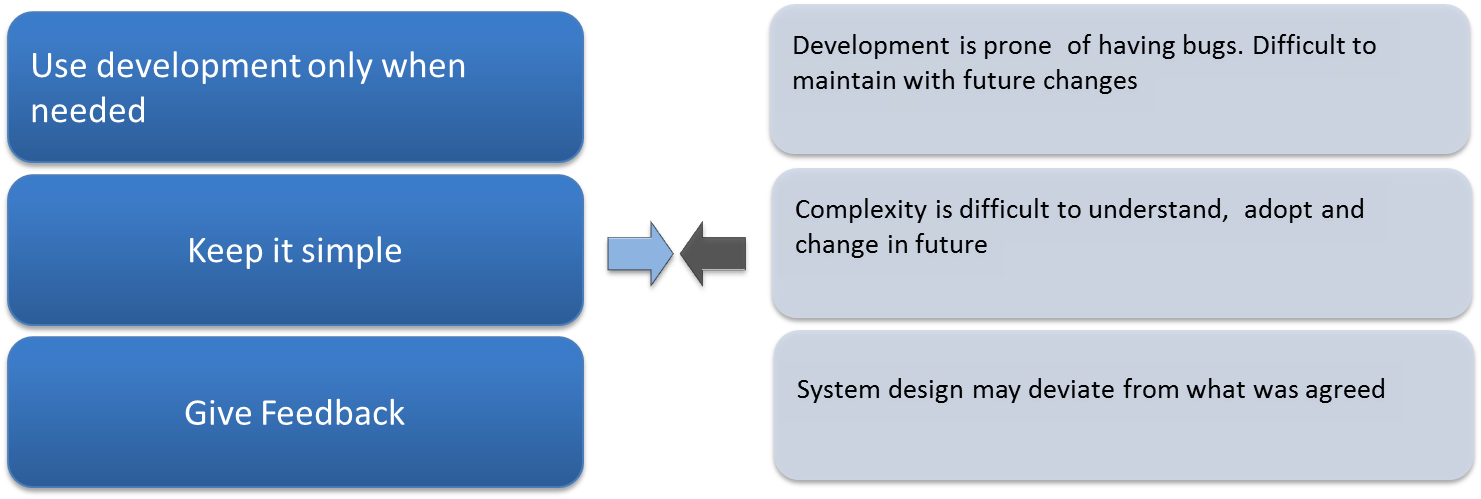 Use development only when
needed
Development is prone  of having bugs. Difficult to
maintain with future changes
Keep it simple
Complexity is difficult to understand,  adopt and
change in future
Give Feedback
System design may deviate from what was agreed